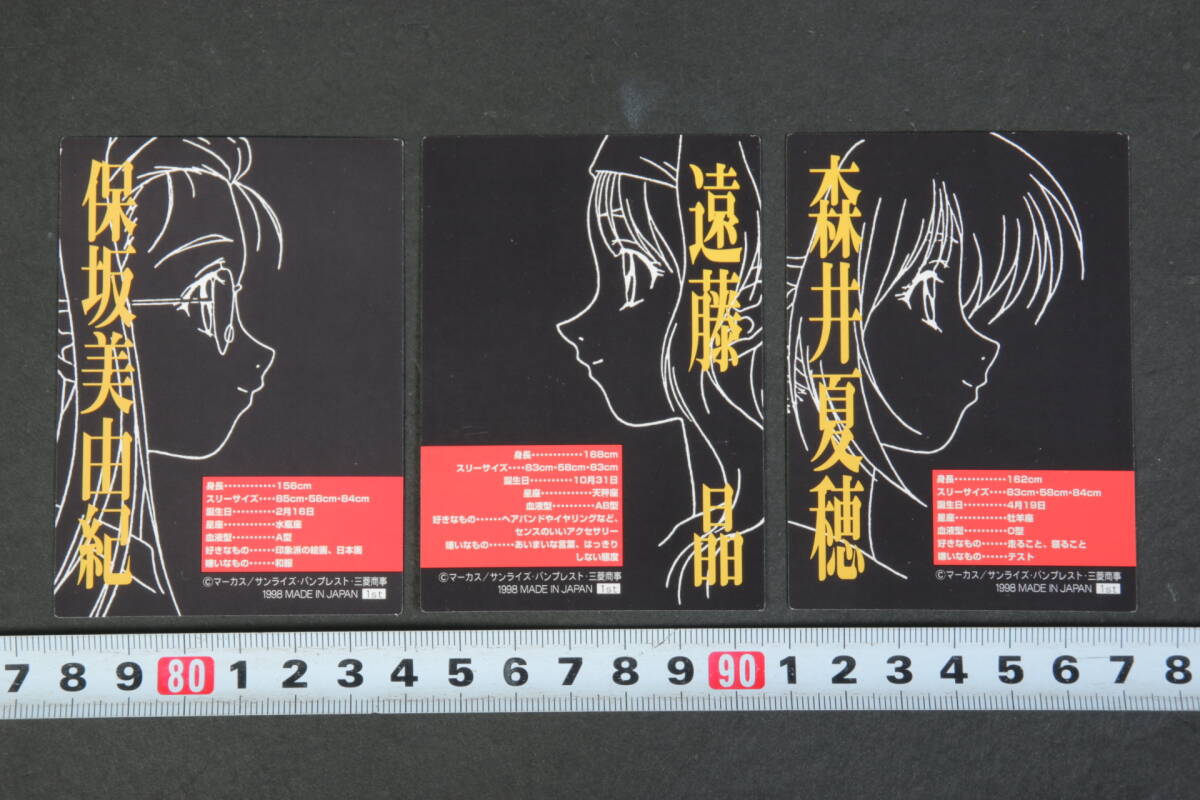 保坂美由紀
身長・・・・・・・・・・・・156cm
スリーサイズ・・・・85cm・58cm・84cm
誕生日・・・・・・・・・・2月16日
星座・・・・・・・・・・・・水瓶座
血液型・・・・・・・・・・A型
好きなもの・・・・・・印象派の絵画、日本画
嫌いなもの・・・・・・和服
©マーカス/サンライズ・バンプレスト・三菱商事
1998 MADE IN JAPAN 1st
遠藤 晶
身長・・・・・・・・・・・・168cm
スリーサイズ・・・・83cm・58cm・83cm
誕生日・・・・・・・・・・10月31日
星座・・・・・・・・・・・・天秤座
血液型・・・・・・・・・・AB型
好きなもの・・・・・・・ヘアバンドやイヤリングなど、
センスのいいアクセサリー
嫌いなもの・・・・・・あいまいな言葉、はっきり
しない態度
©マーカス/サンライズ・バンプレスト・三菱商事
1998 MADE IN JAPAN 1st
森井夏穂
身長・・・・・・・・・・・・162cm
スリーサイズ・・・・83cm・58cm・84cm
誕生日・・・・・・・・・・4月19日
星座・・・・・・・・・・・・牡羊座
血液型・・・・・・・・・・O型
好きなもの・・・・・・走ること、寝ること
嫌いなもの・・・・・・テスト
©マーカス/サンライズ・バンプレスト・三菱商事
1998 MADE IN JAPAN 1st
7 8 9 80 1 2 3 4 5 6 7 8 9 90 1 2 3 4 5 6 7 8